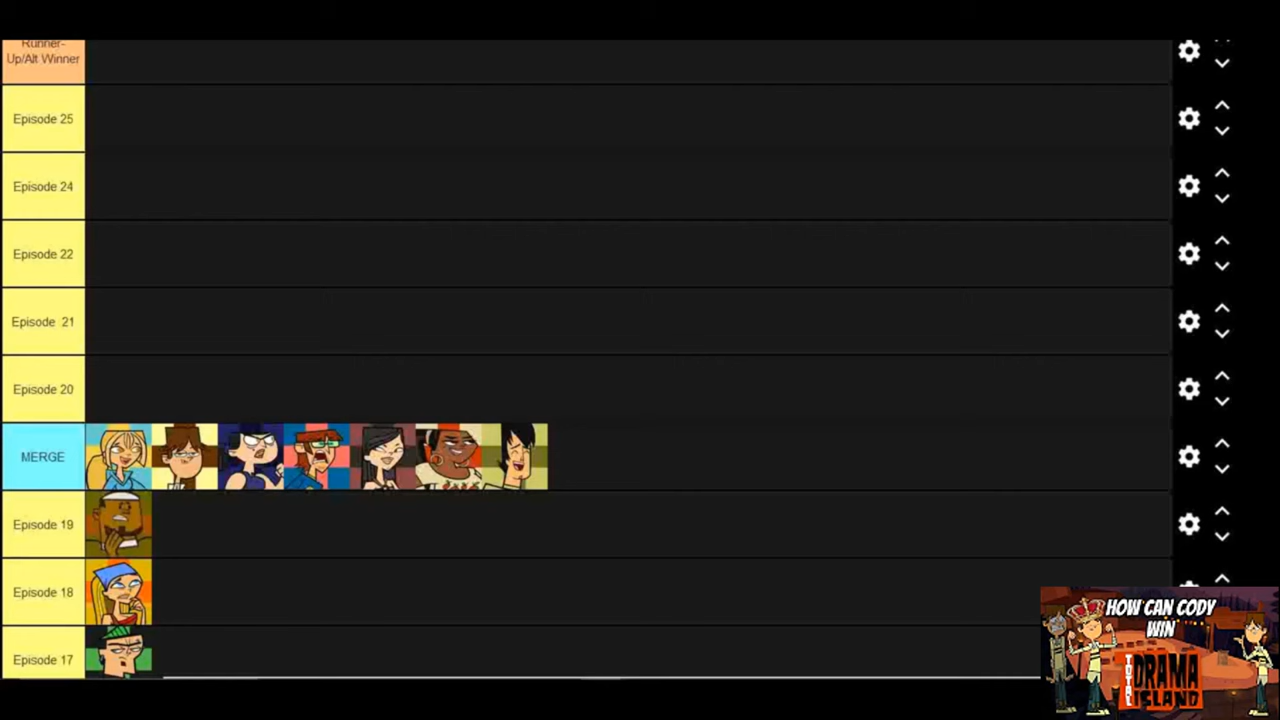 Runner-
Up/Alt Winner
Episode 25
Episode 24
Episode 22
Episode 21
Episode 20
MERGE
Episode 19
Episode 18
Episode 17
HOW CAN CODY
WIN
TOTAL
DRAMA
ISLAND